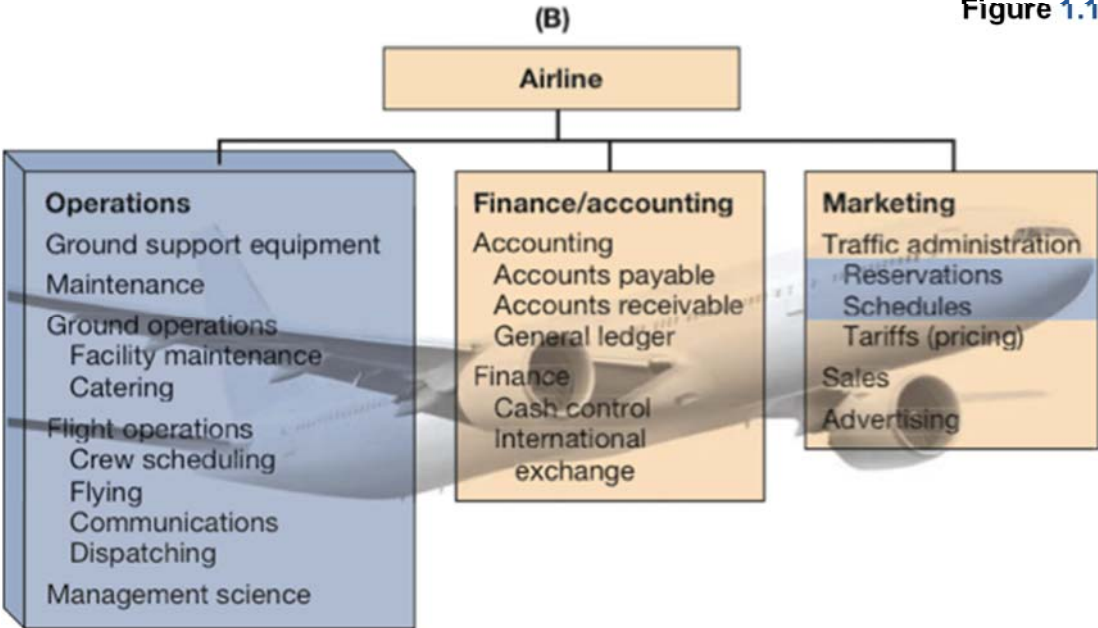 Figure 1.1
(B)
Airline
Operations
Ground support equipment
Maintenance
Ground operations
Facility maintenance
Catering
Flight operations
Crew scheduling
Flying
Communications
Dispatching
Management science
Finance/accounting
Accounting
Accounts payable
Accounts receivable
General ledger
Finance
Cash control
International
exchange
Marketing
Traffic administration
Reservations
Schedules
Tariffs (pricing)
Sales
Advertising